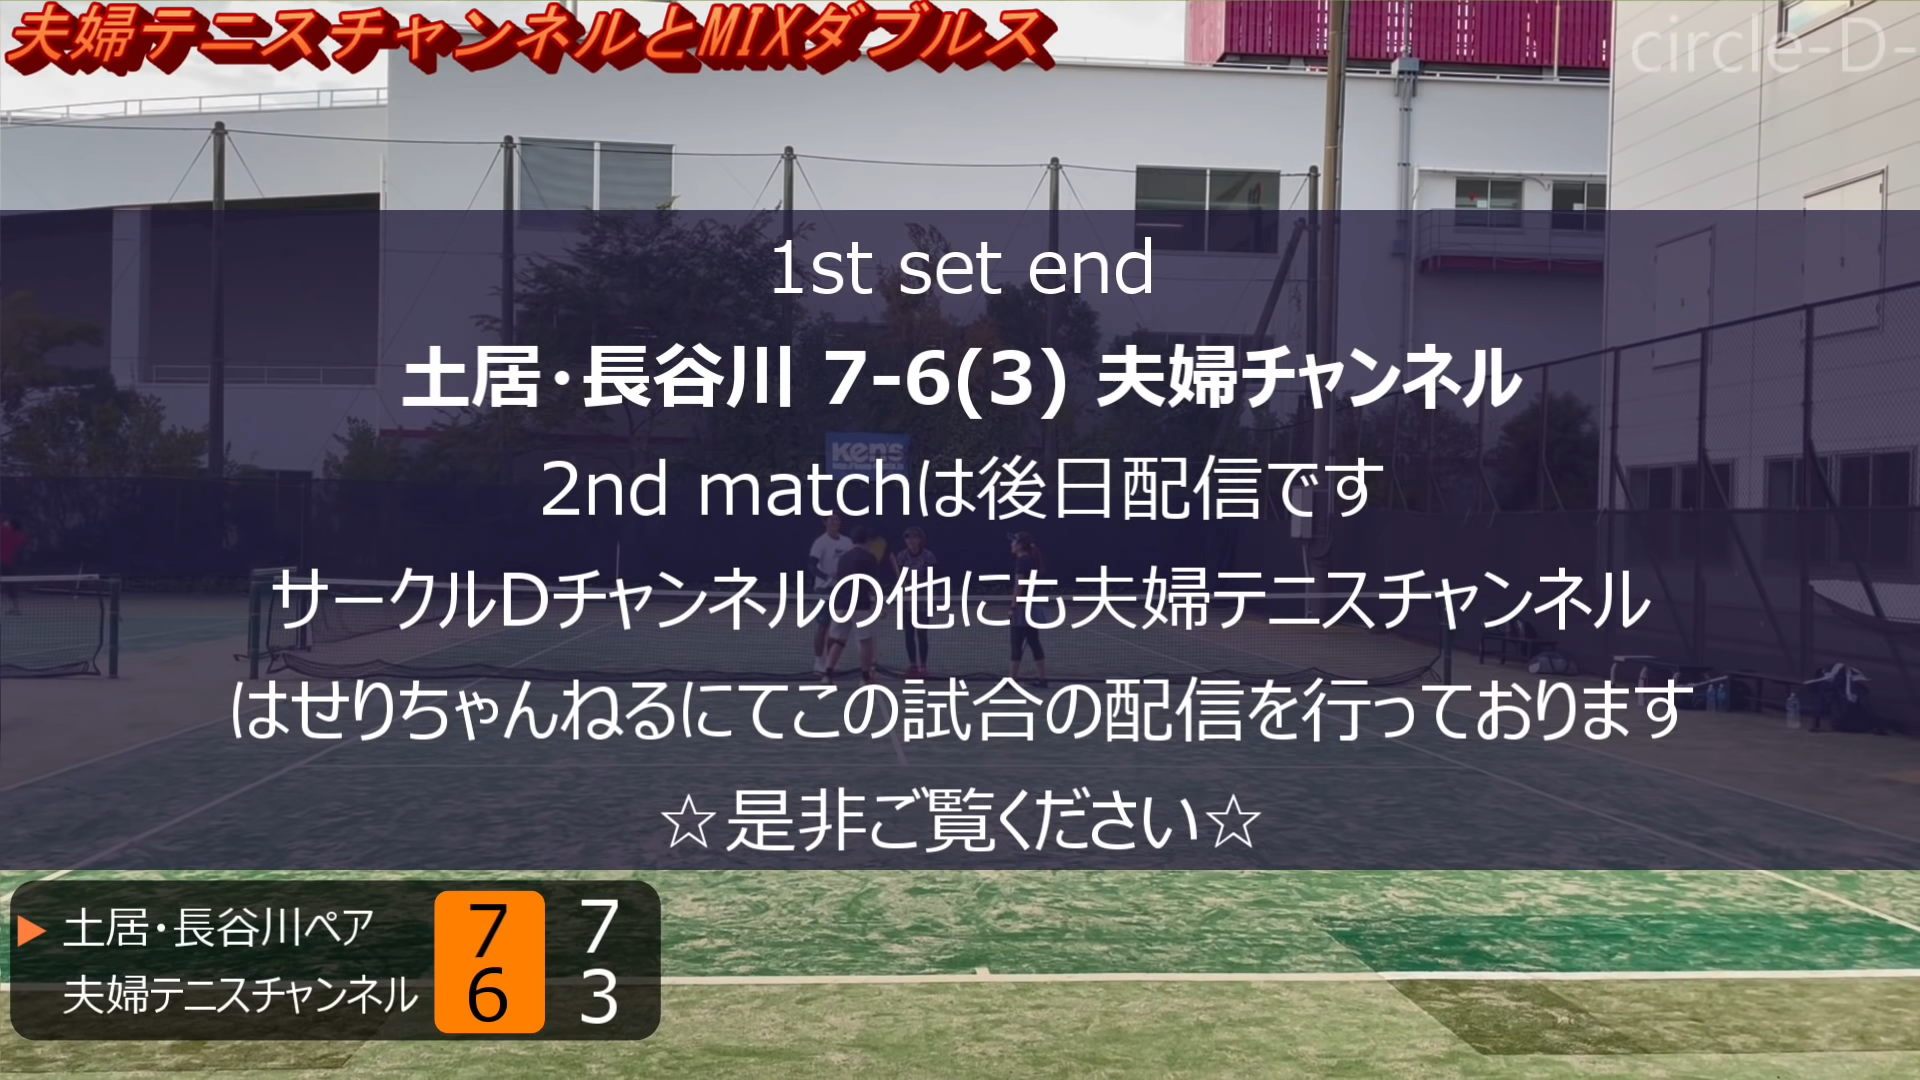 夫婦テニスチャンネルとMIXダブルス
circle-D-
1st set end
土居・長谷川 7-6(3) 夫婦チャンネル
Ken's
2nd matchは後日配信です
サークルDチャンネルの他にも夫婦テニスチャンネル
はせりちゃんねるにてこの試合の配信を行っております
☆是非ご覧ください☆
土居・長谷川ペア 7 7
夫婦テニスチャンネル 6 3